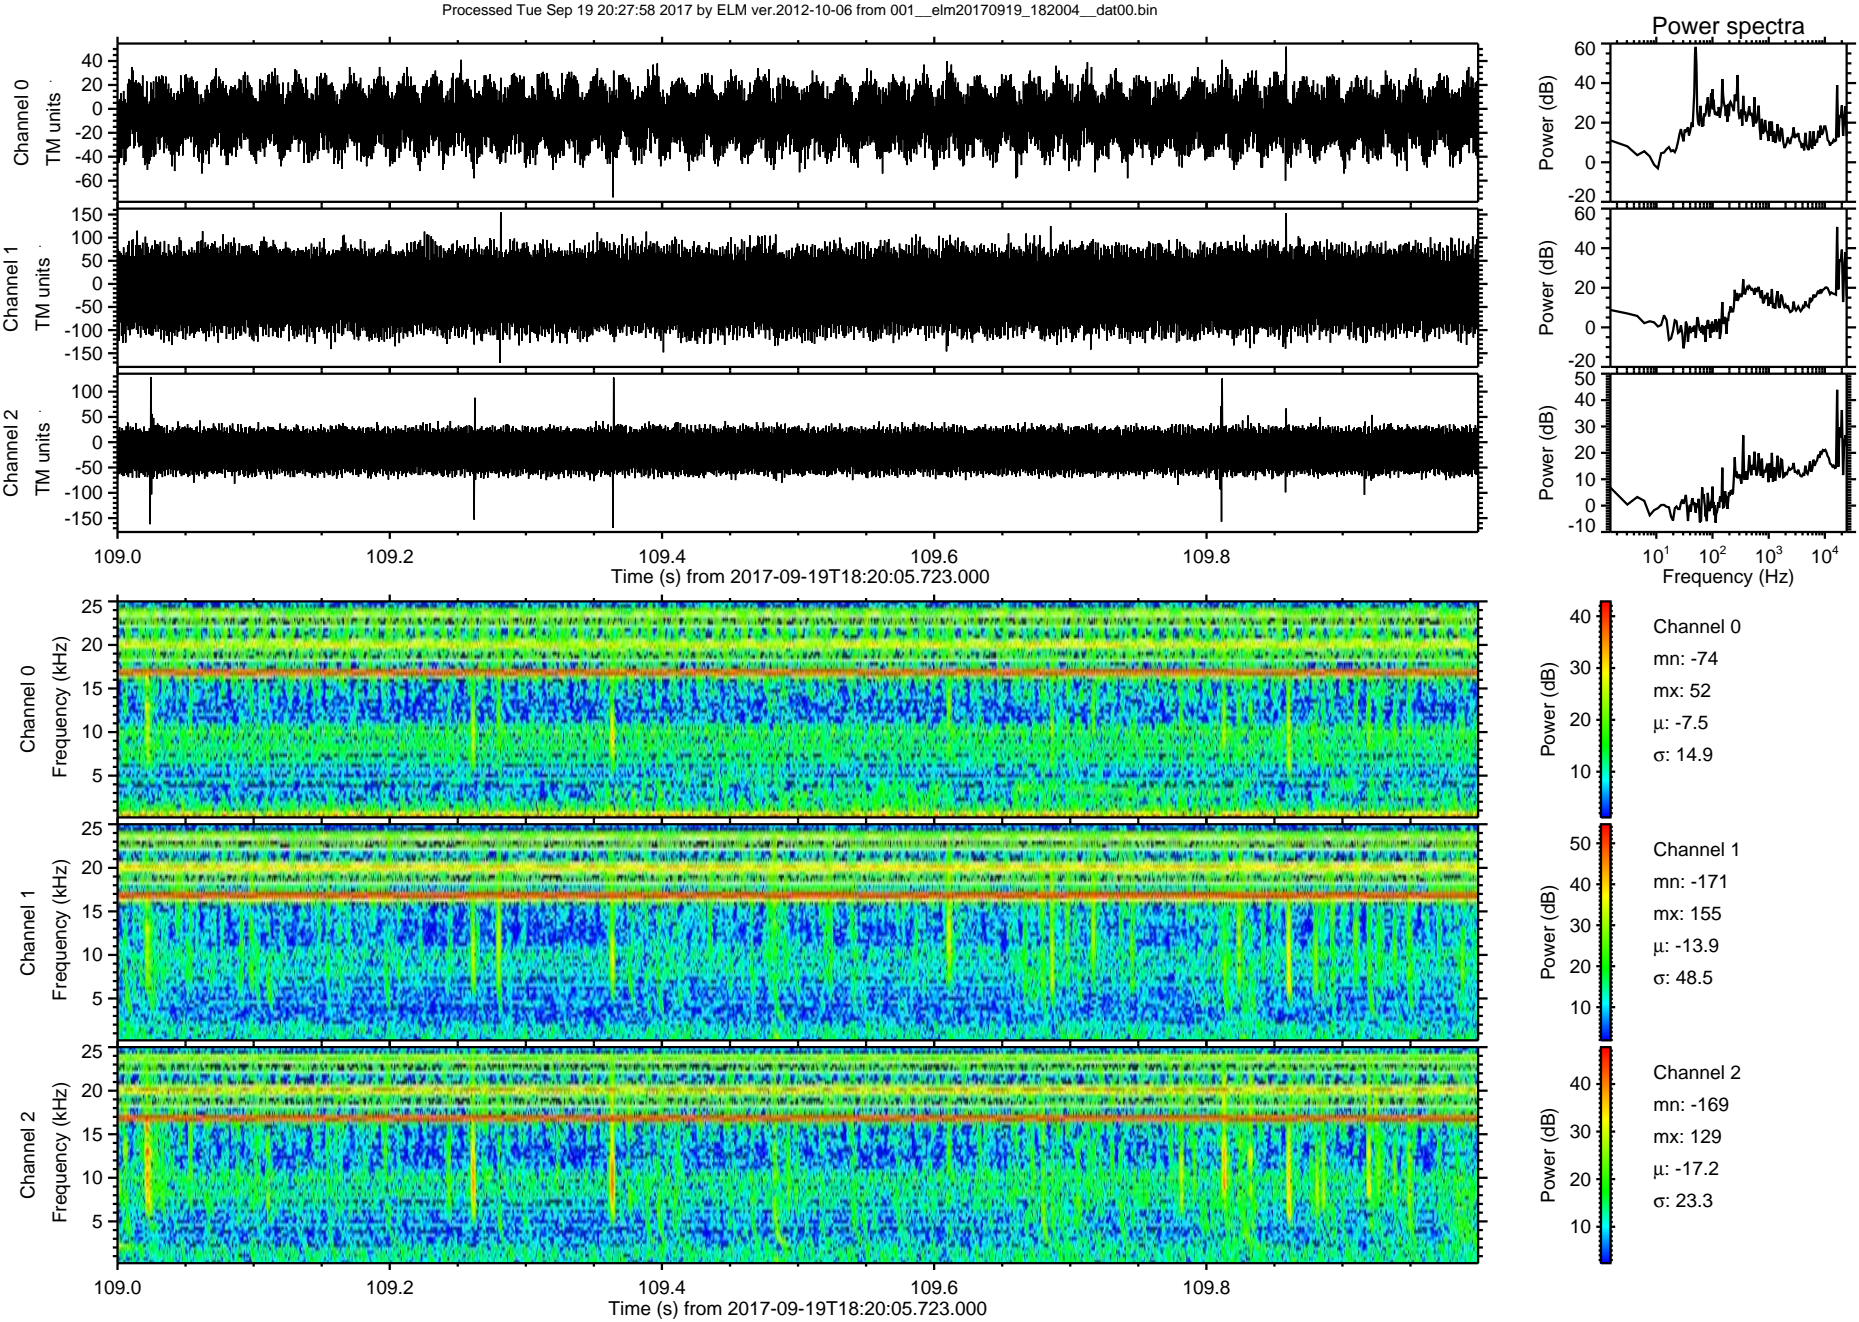 Processed Tue Sep 19 20:27:58 2017 by ELM ver.2012-10-06 from 001__elm20170919_182004__dat00.bin
Power spectra
Channel 0
TM units
40
20
0
-20
-40
-60
Power (dB)
60
40
20
0
-20
Channel 1
TM units
150
100
50
0
-50
-100
-150
Power (dB)
60
40
20
0
-20
Channel 2
TM units
100
50
0
-50
-100
-150
Power (dB)
50
40
30
20
10
0
-10
109.0 109.2 109.4 109.6 109.8
Time (s) from 2017-09-19T18:20:05.723.000
10^1 10^2 10^3 10^4
Frequency (Hz)
Channel 0
Frequency (kHz)
25
20
15
10
5
Power (dB)
40
30
20
10
Channel 0
mn: -74
mx: 52
μ: -7.5
σ: 14.9
Channel 1
Frequency (kHz)
25
20
15
10
5
Power (dB)
50
40
30
20
10
Channel 1
mn: -171
mx: 155
μ: -13.9
σ: 48.5
Channel 2
Frequency (kHz)
25
20
15
10
5
Power (dB)
40
30
20
10
Channel 2
mn: -169
mx: 129
μ: -17.2
σ: 23.3
109.0 109.2 109.4 109.6 109.8
Time (s) from 2017-09-19T18:20:05.723.000